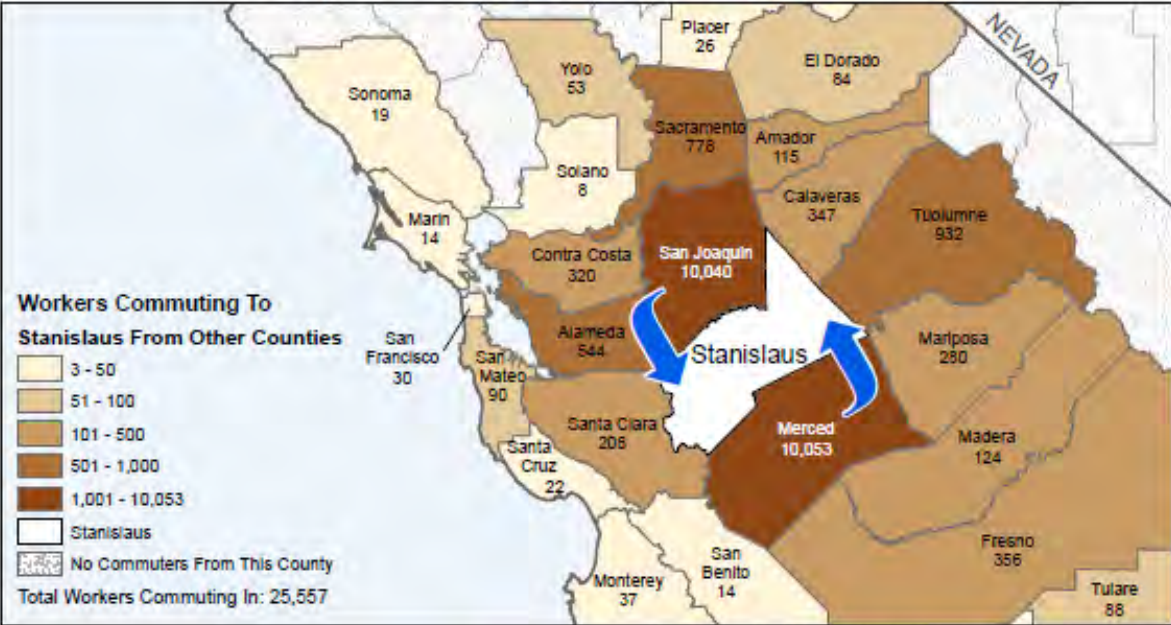 Placer
26
NEVADA
El Dorado
84
Yolo
53
Sonoma
19
Sacramento
778
Amador
115
Solano
8
Calaveras
347
Tuolumne
932
Marin
14
Contra Costa
320
San Joaquin
10,040
Alameda
544
Stanislaus
Mariposa
280
San
Francisco
30
San
Mateo
90
Santa Clara
206
Merced
10,053
Madera
124
Santa
Cruz
22
Fresno
356
San
Benito
14
Monterey
37
Tulare
88
Workers Commuting To
Stanislaus From Other Counties
3 - 50
51 - 100
101 - 500
501 - 1,000
1,001 - 10,053
Stanislaus
No Commuters From This County
Total Workers Commuting In: 25,557